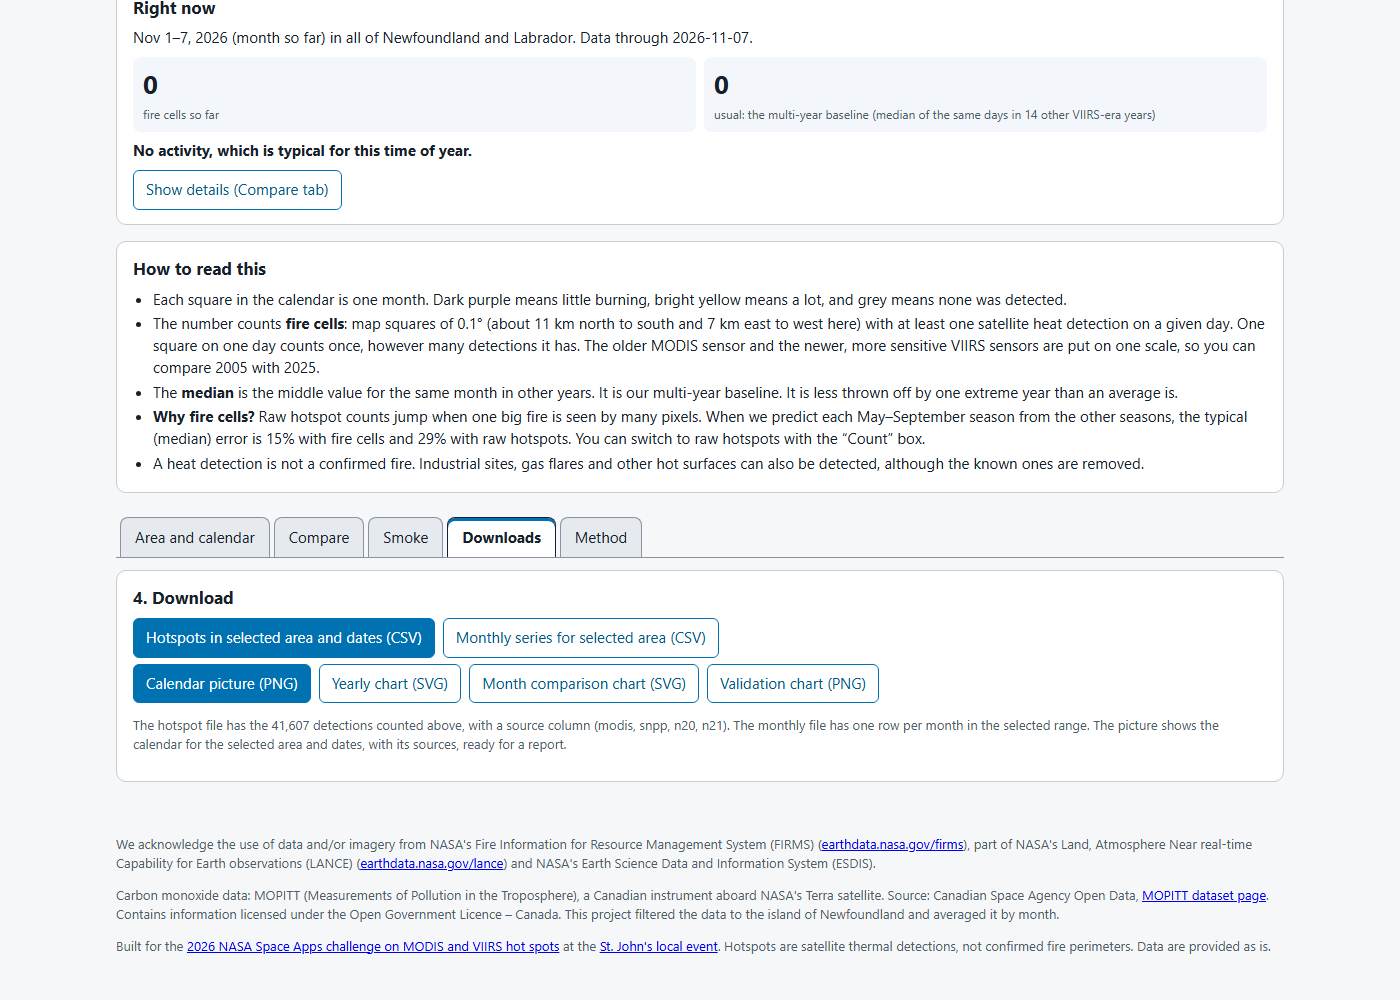 Right now
Nov 1–7, 2026 (month so far) in all of Newfoundland and Labrador. Data through 2026-11-07.
0
fire cells so far
0
usual: the multi-year baseline (median of the same days in 14 other VIIRS-era years)
No activity, which is typical for this time of year.
Show details (Compare tab)
How to read this
• Each square in the calendar is one month. Dark purple means little burning, bright yellow means a lot, and grey means none was detected.
• The number counts fire cells: map squares of 0.1° (about 11 km north to south and 7 km east to west here) with at least one satellite heat detection on a given day. One
square on one day counts once, however many detections it has. The older MODIS sensor and the newer, more sensitive VIIRS sensors are put on one scale, so you can
compare 2005 with 2025.
• The median is the middle value for the same month in other years. It is our multi-year baseline. It is less thrown off by one extreme year than an average is.
• Why fire cells? Raw hotspot counts jump when one big fire is seen by many pixels. When we predict each May–September season from the other seasons, the typical
(median) error is 15% with fire cells and 29% with raw hotspots. You can switch to raw hotspots with the “Count” box.
• A heat detection is not a confirmed fire. Industrial sites, gas flares and other hot surfaces can also be detected, although the known ones are removed.
Area and calendar
Compare
Smoke
Downloads
Method
4. Download
Hotspots in selected area and dates (CSV)
Monthly series for selected area (CSV)
Calendar picture (PNG)
Yearly chart (SVG)
Month comparison chart (SVG)
Validation chart (PNG)
The hotspot file has the 41,607 detections counted above, with a source column (modis, snpp, n20, n21). The monthly file has one row per month in the selected range. The picture shows the
calendar for the selected area and dates, with its sources, ready for a report.
We acknowledge the use of data and/or imagery from NASA's Fire Information for Resource Management System (FIRMS) (earthdata.nasa.gov/firms), part of NASA's Land, Atmosphere Near real-time
Capability for Earth observations (LANCE) (earthdata.nasa.gov/lance) and NASA's Earth Science Data and Information System (ESDIS).
Carbon monoxide data: MOPITT (Measurements of Pollution in the Troposphere), a Canadian instrument aboard NASA's Terra satellite. Source: Canadian Space Agency Open Data, MOPITT dataset page.
Contains information licensed under the Open Government Licence – Canada. This project filtered the data to the island of Newfoundland and averaged it by month.
Built for the 2026 NASA Space Apps challenge on MODIS and VIIRS hot spots at the St. John's local event. Hotspots are satellite thermal detections, not confirmed fire perimeters. Data are provided as is.